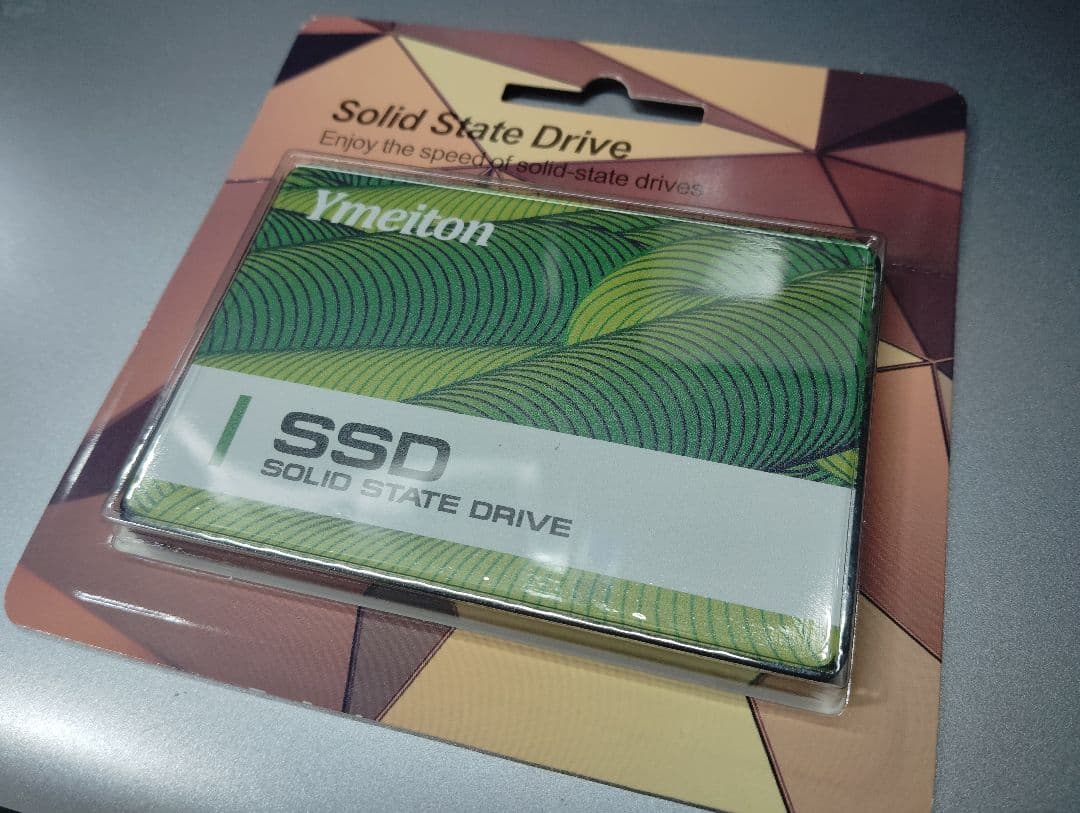 Solid State Drive
Enjoy the speed of solid-state drives
Ymeiton
SSD
SOLID STATE DRIVE